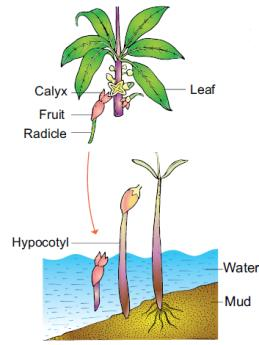 Calyx
Leaf
Fruit
Radicle
Hypocotyl
Water
Mud